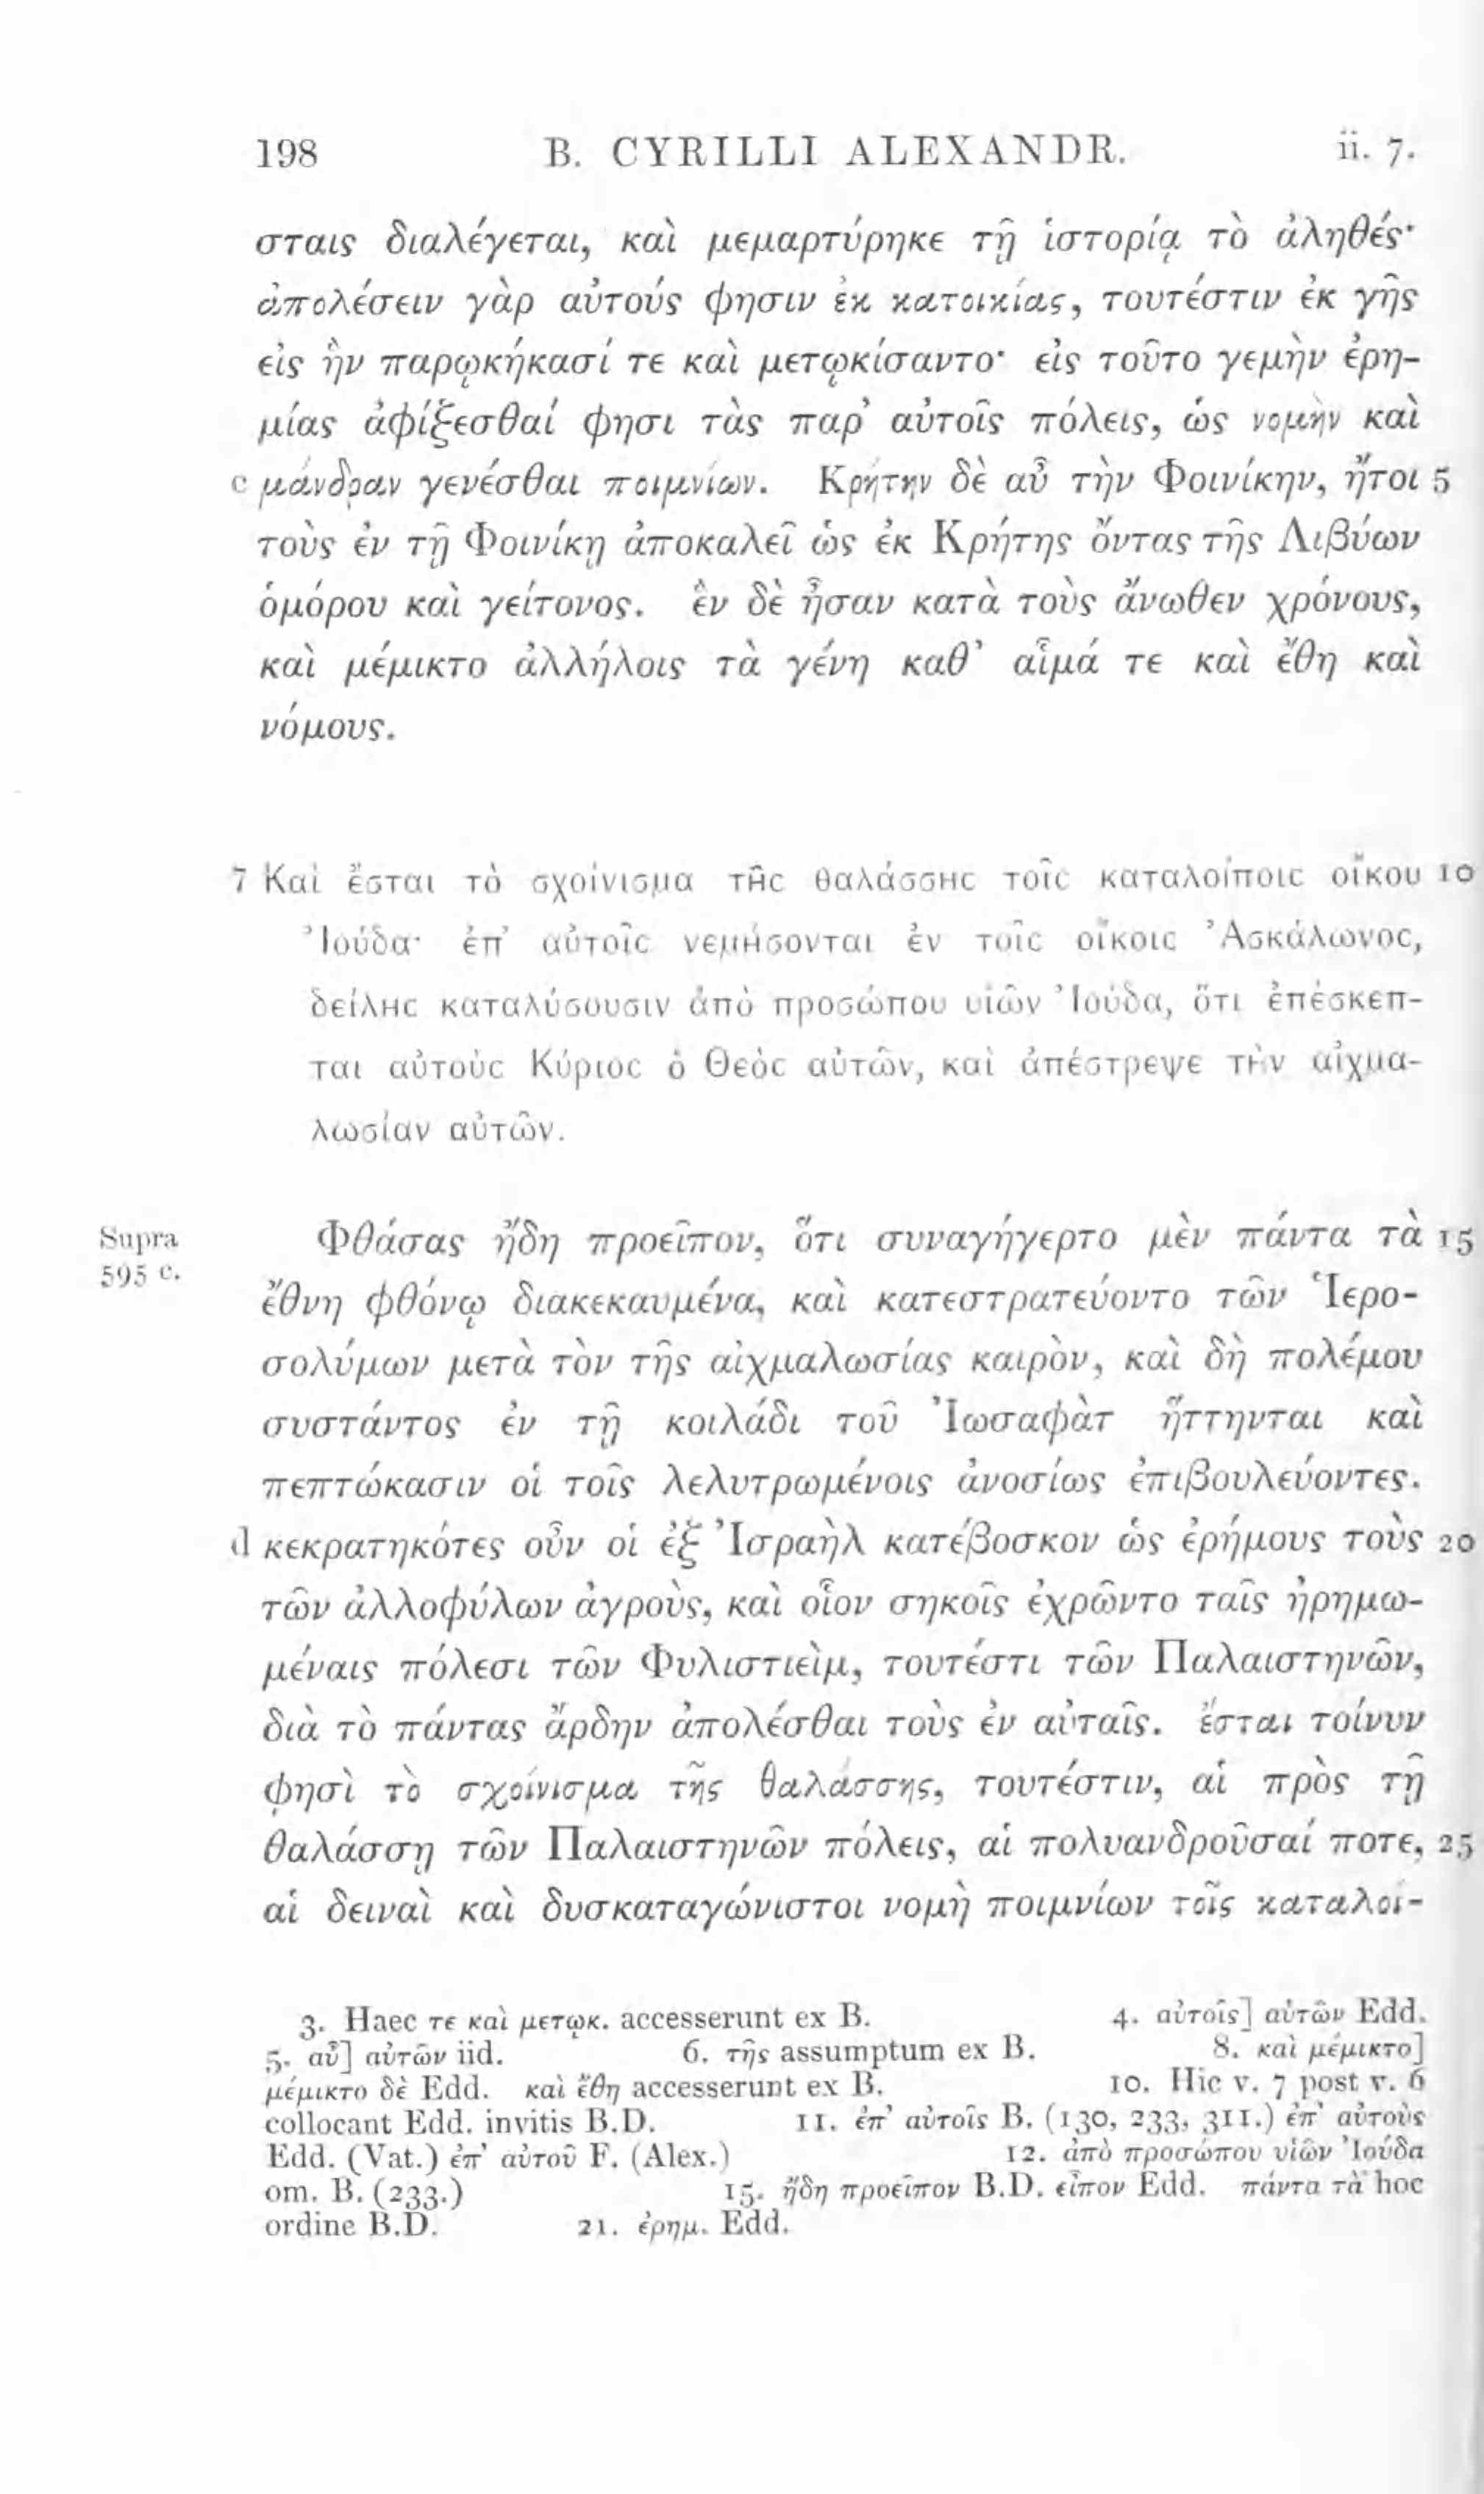 198 B. CYRILLI ALEXANDR. ii. 7.
σταις διαλέγεται, καὶ μεμαρτύρηκε τῇ ἱστορίᾳ τὸ ἀληθές·
ἀπολέσειν γὰρ αὐτούς φησιν ἐκ κατοικίας, τουτέστιν ἐκ γῆς
εἰς ἣν παρῳκήκασί τε καὶ μετῳκίσαντο· εἰς τοῦτο γεμὴν ἐρη-
μίας ἀφίξεσθαί φησι τὰς παρ' αὐτοῖς πόλεις, ὡς νομὴν καὶ
c μάνδραν γενέσθαι ποιμνίων. Κρήτην δὲ αὖ τὴν Φοινίκην, ἤτοι 5
τοὺς ἐν τῇ Φοινίκῃ ἀποκαλεῖ ὡς ἐκ Κρήτης ὄντας τῆς Λιβύων
ὁμόρου καὶ γείτονος. ἓν δὲ ἦσαν κατὰ τοὺς ἄνωθεν χρόνους,
καὶ μέμικτο ἀλλήλοις τὰ γένη καθ' αἷμά τε καὶ ἔθη καὶ
νόμους.
7 Καὶ ἔσται τὸ σχοίνισμα τῆς θαλάσσης τοῖς καταλοίποις οἴκου 10
Ἰούδα· ἐπ' αὐτοῖς νεμήσονται ἐν τοῖς οἴκοις Ἀσκάλωνος,
δείλης καταλύσουσιν ἀπὸ προσώπου υἱῶν Ἰούδα, ὅτι ἐπέσκεπ-
ται αὐτοὺς Κύριος ὁ Θεὸς αὐτῶν, καὶ ἀπέστρεψε τὴν αἰχμα-
λωσίαν αὐτῶν.
Supra
595 c.
Φθάσας ἤδη προεῖπον, ὅτι συναγήγερτο μὲν πάντα τὰ 15
ἔθνη φθόνῳ διακεκαυμένα, καὶ κατεστρατεύοντο τῶν Ἱερο-
σολύμων μετὰ τὸν τῆς αἰχμαλωσίας καιρὸν, καὶ δὴ πολέμου
συστάντος ἐν τῇ κοιλάδι τοῦ Ἰωσαφὰτ ἥττηνται καὶ
πεπτώκασιν οἱ τοῖς λελυτρωμένοις ἀνοσίως ἐπιβουλεύοντες.
d κεκρατηκότες οὖν οἱ ἐξ Ἰσραὴλ κατέβοσκον ὡς ἐρήμους τοὺς 20
τῶν ἀλλοφύλων ἀγροὺς, καὶ οἷον σηκοῖς ἐχρῶντο ταῖς ἠρημω-
μέναις πόλεσι τῶν Φυλιστιεὶμ, τουτέστι τῶν Παλαιστηνῶν,
διὰ τὸ πάντας ἄρδην ἀπολέσθαι τοὺς ἐν αὐταῖς. ἔσται τοίνυν
φησὶ τὸ σχοίνισμα τῆς θαλάσσης, τουτέστιν, αἱ πρὸς τῇ
θαλάσσῃ τῶν Παλαιστηνῶν πόλεις, αἱ πολυανδροῦσαί ποτε, 25
αἱ δειναὶ καὶ δυσκαταγώνιστοι νομὴ ποιμνίων τοῖς καταλοί-
3. Haec τε καὶ μετῳκ. accesserunt ex B. 4. αὐτοῖς] αὐτῶν Edd.
5. αὖ] αὐτῶν iid. 6. τῆς assumptum ex B. 8. καὶ μέμικτο]
μέμικτο δὲ Edd. καὶ ἔθη accesserunt ex B. 10. Hic v. 7 post v. 6
collocant Edd. invitis B.D. 11. ἐπ' αὐτοῖς B. (130, 233, 311.) ἐπ' αὐτοὺς
Edd. (Vat.) ἐπ' αὐτοῦ F. (Alex.) 12. ἀπὸ προσώπου υἱῶν Ἰούδα
om. B. (233.) 15. ἤδη προεῖπον B.D. εἶπον Edd. πάντα τὰ hoc
ordine B.D. 21. ἐρημ. Edd.